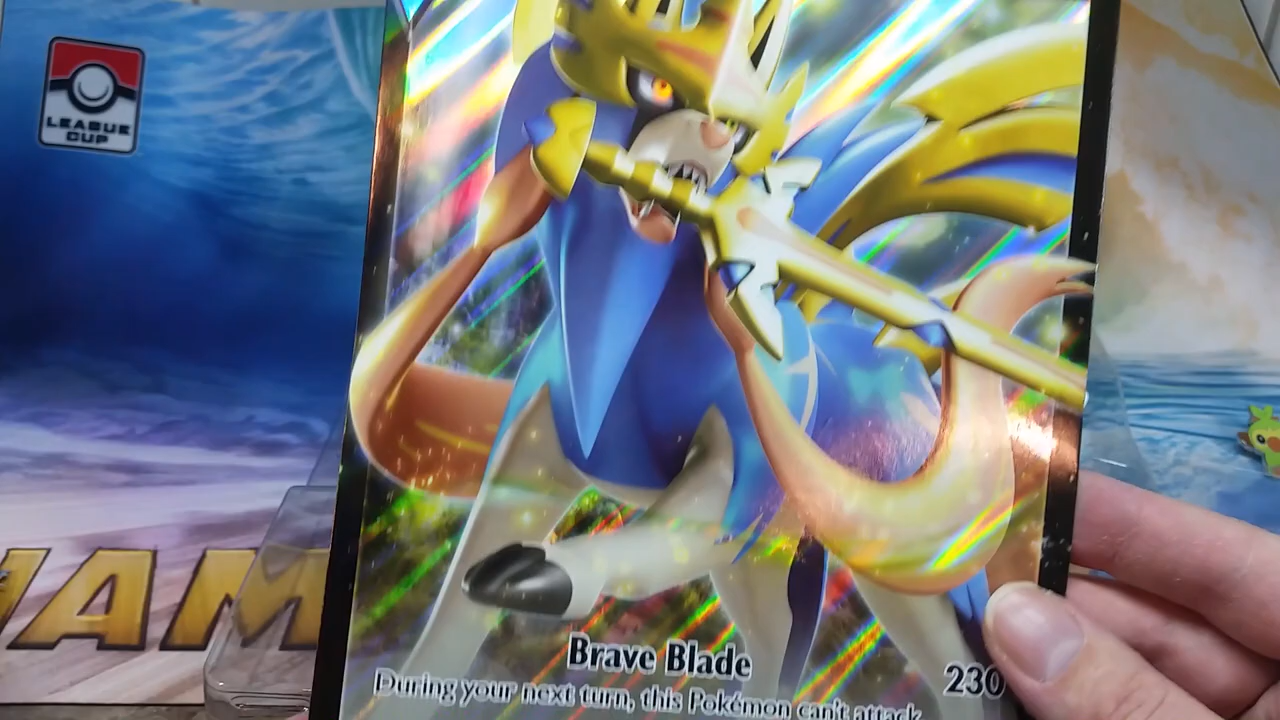 LEAGUE
CUP
Brave Blade 230
During your next turn, this Pokémon can't attack.